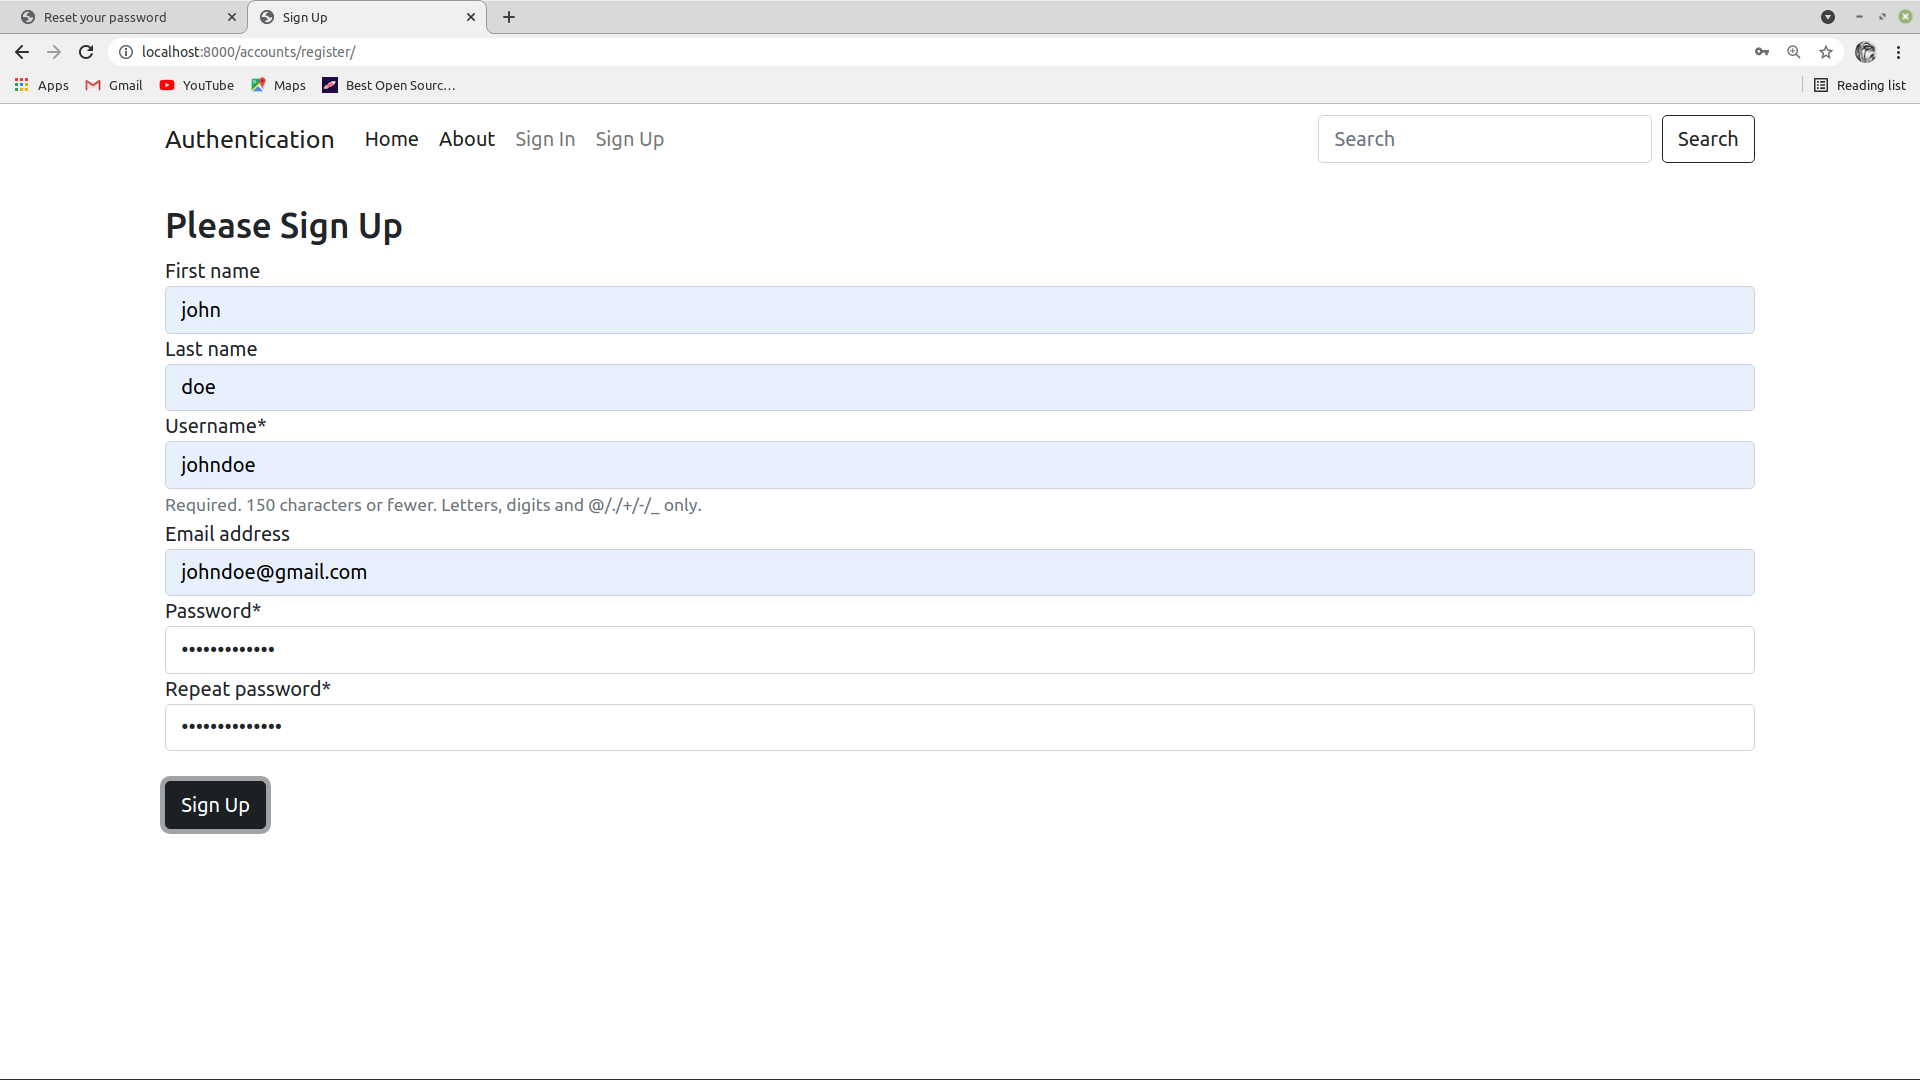 Reset your password
Sign Up
localhost:8000/accounts/register/
Apps Gmail YouTube Maps Best Open Sourc... Reading list
Authentication Home About Sign In Sign Up Search Search
Please Sign Up
First name
john
Last name
doe
Username*
johndoe
Required. 150 characters or fewer. Letters, digits and @/./+/-/_ only.
Email address
johndoe@gmail.com
Password*
•••••••••••••
Repeat password*
••••••••••••••
Sign Up